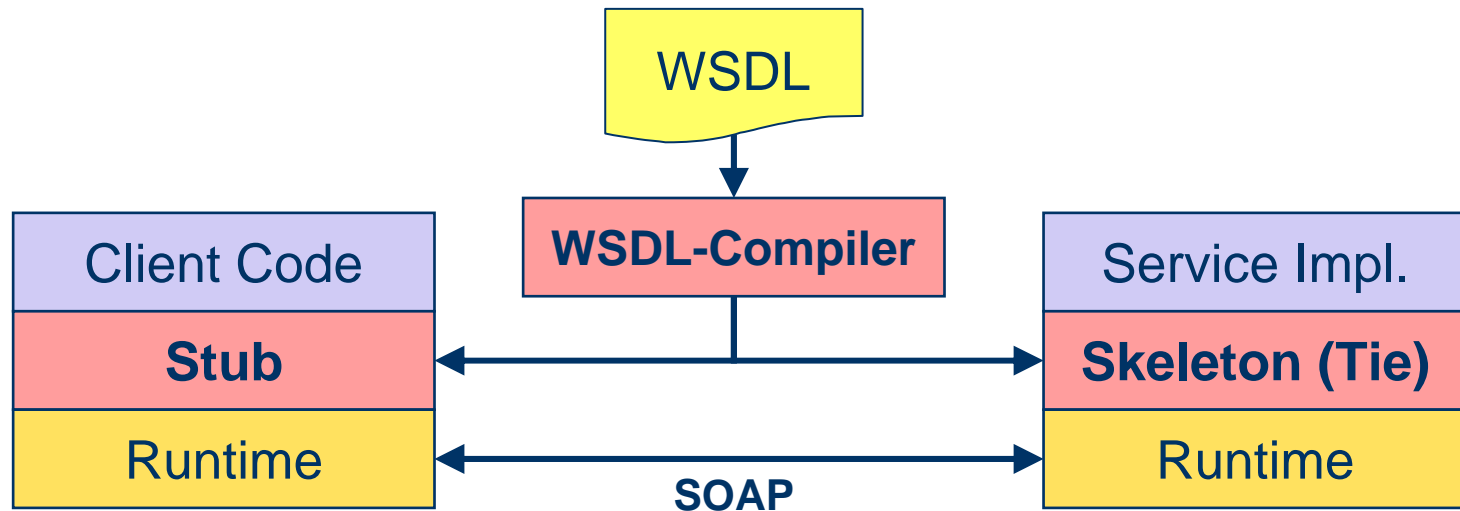 WSDL
WSDL-Compiler
Client Code
Stub
Runtime
Service Impl.
Skeleton (Tie)
Runtime
SOAP